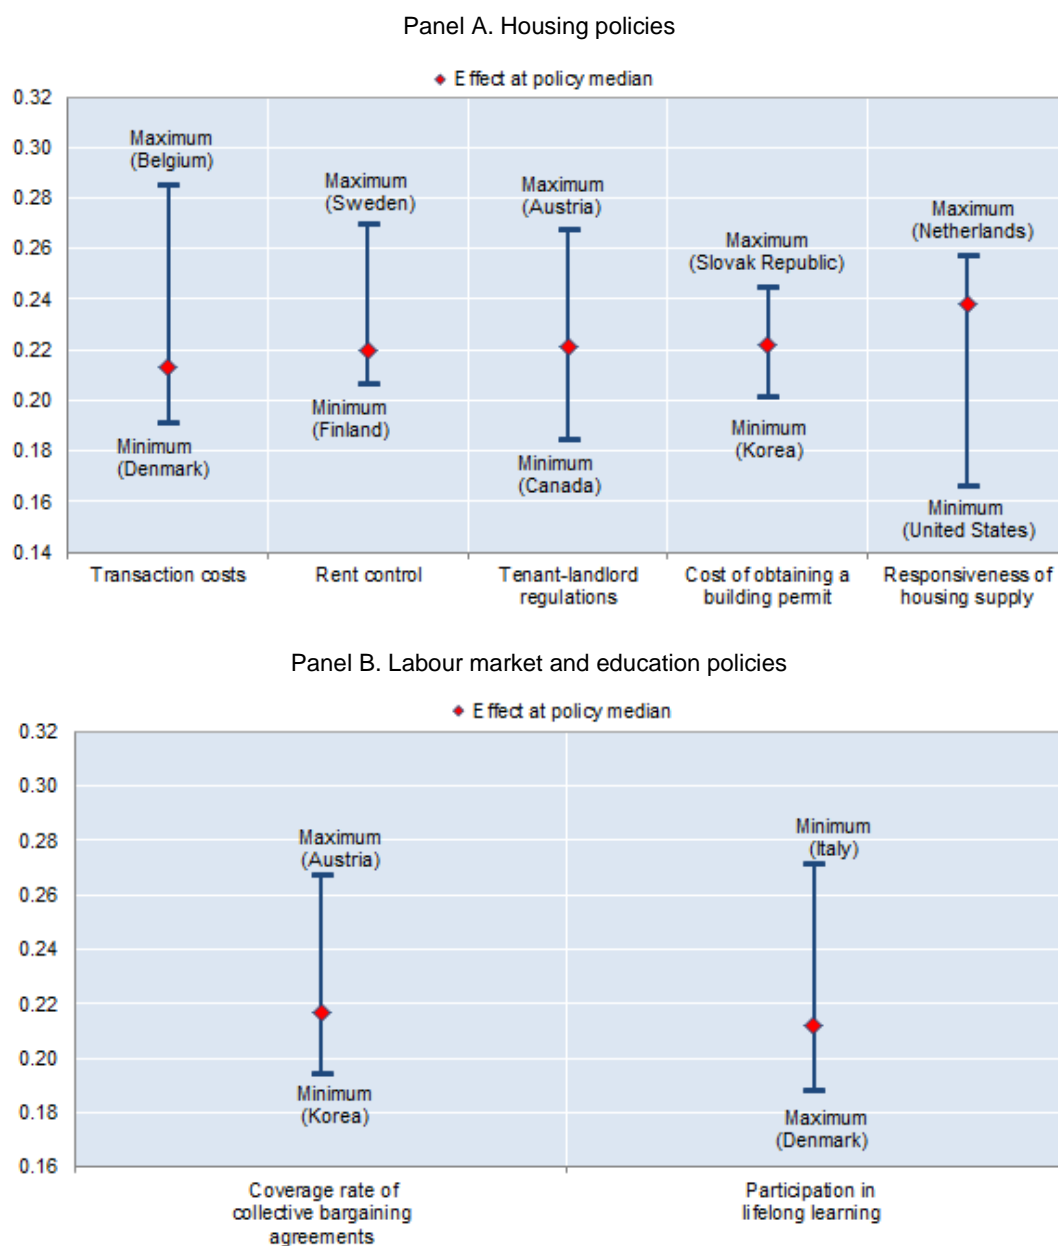 Panel A. Housing policies
Effect at policy median
0.32
0.30
0.28
0.26
0.24
0.22
0.20
0.18
0.16
0.14
Maximum
(Belgium)
Minimum
(Denmark)
Maximum
(Sweden)
Minimum
(Finland)
Maximum
(Austria)
Minimum
(Canada)
Maximum
(Slovak Republic)
Minimum
(Korea)
Maximum
(Netherlands)
Minimum
(United States)
Transaction costs
Rent control
Tenant-landlord
regulations
Cost of obtaining a
building permit
Responsiveness of
housing supply
Panel B. Labour market and education policies
Effect at policy median
0.32
0.30
0.28
0.26
0.24
0.22
0.20
0.18
0.16
Maximum
(Austria)
Minimum
(Korea)
Minimum
(Italy)
Maximum
(Denmark)
Coverage rate of
collective bargaining
agreements
Participation in
lifelong learning